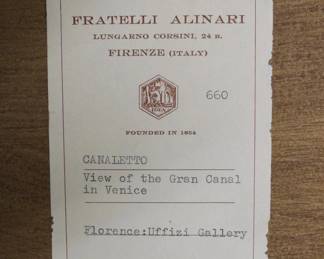 FRATELLI ALINARI
LUNGARNO CORSINI, 24 R.
FIRENZE (ITALY)
660
FOUNDED IN 1854
CANALETTO
View of the Gran Canal
in Venice
Florence:Uffizi Gallery